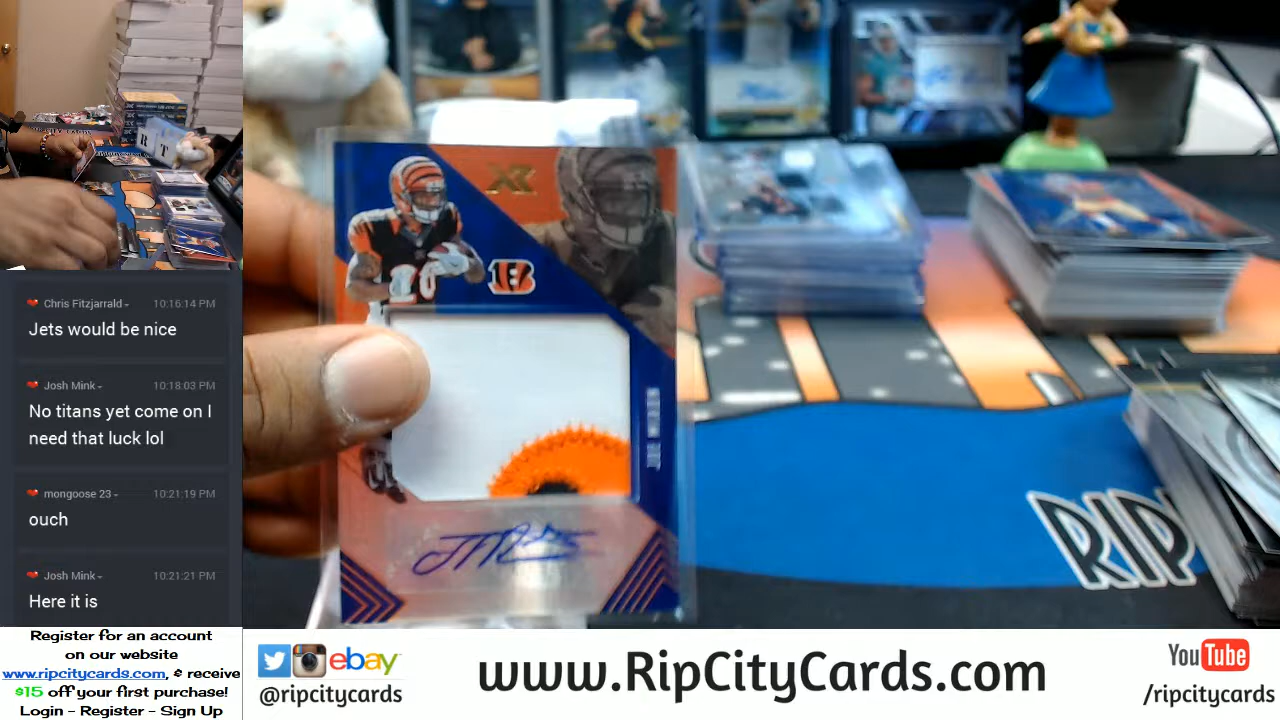 Chris Fitzjarrald 10:16:14 PM
Jets would be nice
Josh Mink 10:18:03 PM
No titans yet come on I
need that luck lol
mongoose 23 10:21:19 PM
ouch
Josh Mink 10:21:21 PM
Here it is
Register for an account
on our website
www.ripcitycards.com, & receive
$15 off your first purchase!
Login - Register - Sign Up
XR
B
RIP
R T
ebay
@ripcitycards
www.RipCityCards.com
YouTube
/ripcitycards